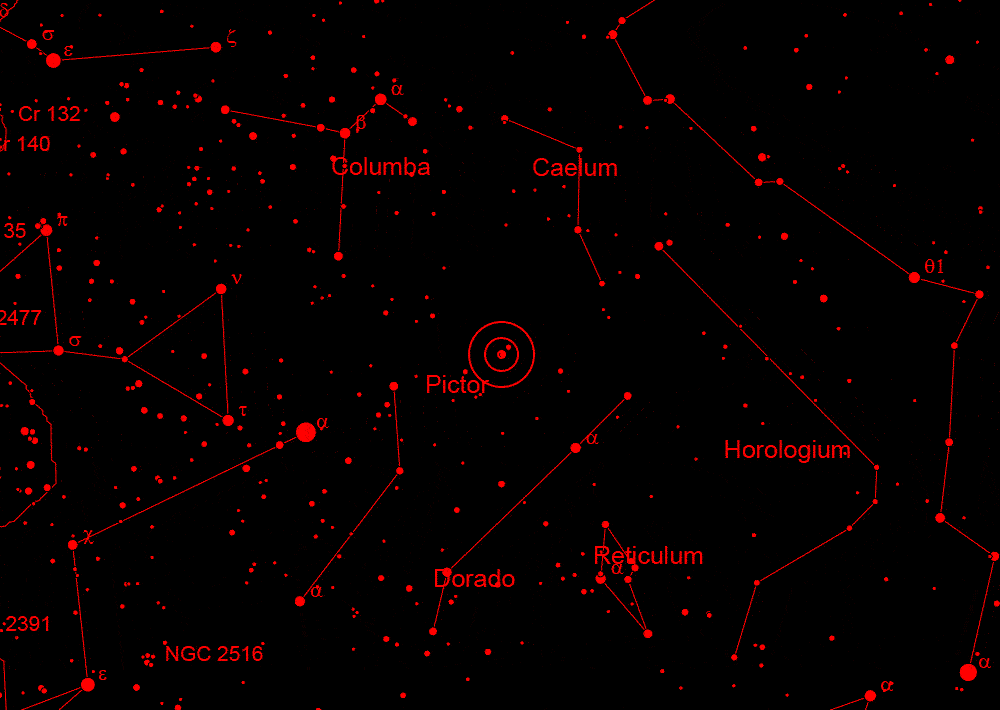 δ
σ
ε
ζ
α
Cr 132
β
r 140
Columba
Caelum
π
35
θ1
ν
2477
σ
Pictor
τ
α
α
Horologium
χ
Reticulum
α
Dorado
α
2391
NGC 2516
α
ε
α